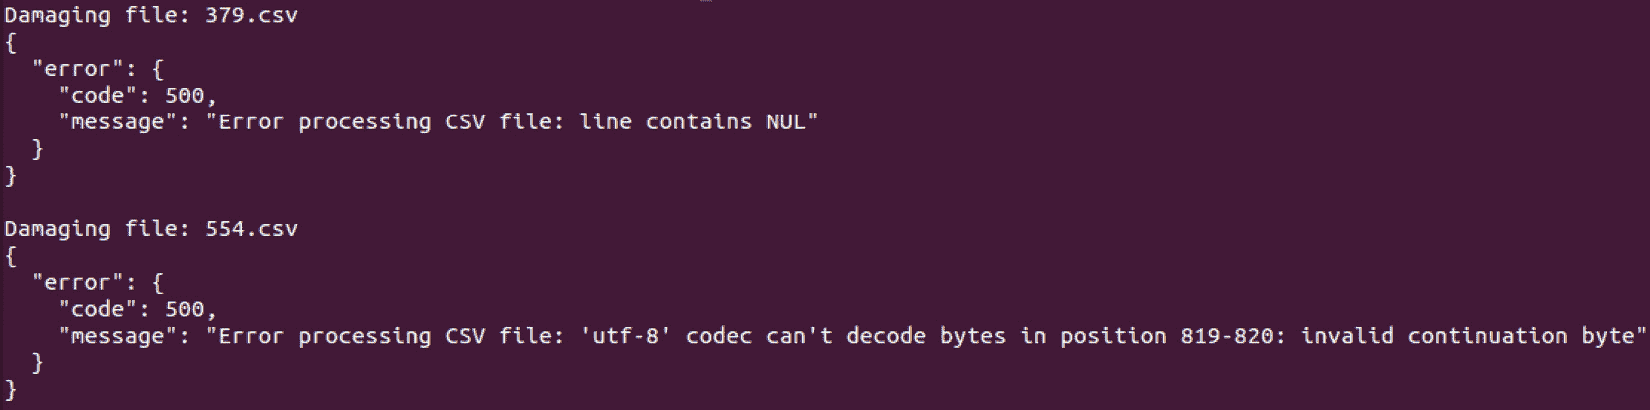 Damaging file: 379.csv
{
  "error": {
    "code": 500,
    "message": "Error processing CSV file: line contains NUL"
  }
}

Damaging file: 554.csv
{
  "error": {
    "code": 500,
    "message": "Error processing CSV file: 'utf-8' codec can't decode bytes in position 819-820: invalid continuation byte"
  }
}